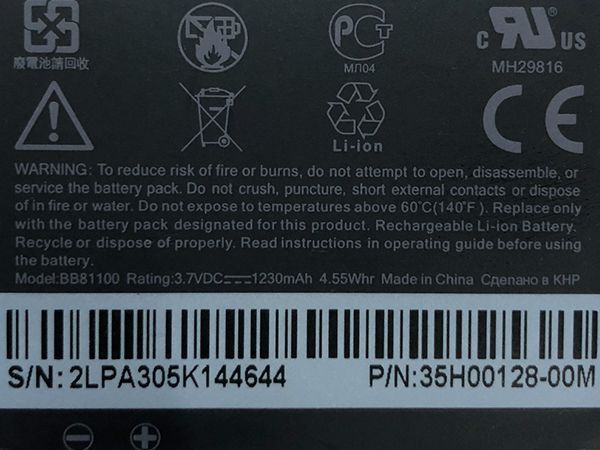 廢電池請回收
МЛ04
c RU US
MH29816
PCT
Li-ion
CE
WARNING: To reduce risk of fire or burns, do not attempt to open, disassemble, or
service the battery pack. Do not crush, puncture, short external contacts or dispose
of in fire or water. Do not expose to temperatures above 60°C(140°F). Replace only
with the battery pack designated for this product. Rechargeable Li-ion Battery.
Recycle or dispose of properly. Read instructions in operating guide before using
the battery.
Model:BB81100 Rating:3.7VDC⎓1230mAh 4.55Whr Made in China Сделано в КНР
S/N: 2LPA305K144644 P/N:35H00128-00M